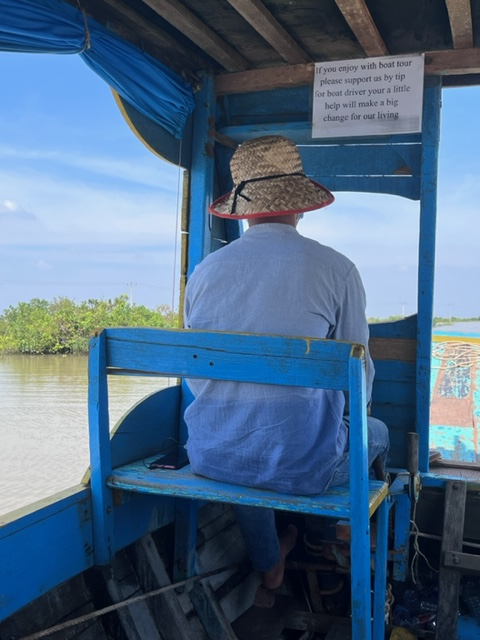 If you enjoy with boat tour
please support us by tip
for boat driver your a little
help will make a big
change for out living